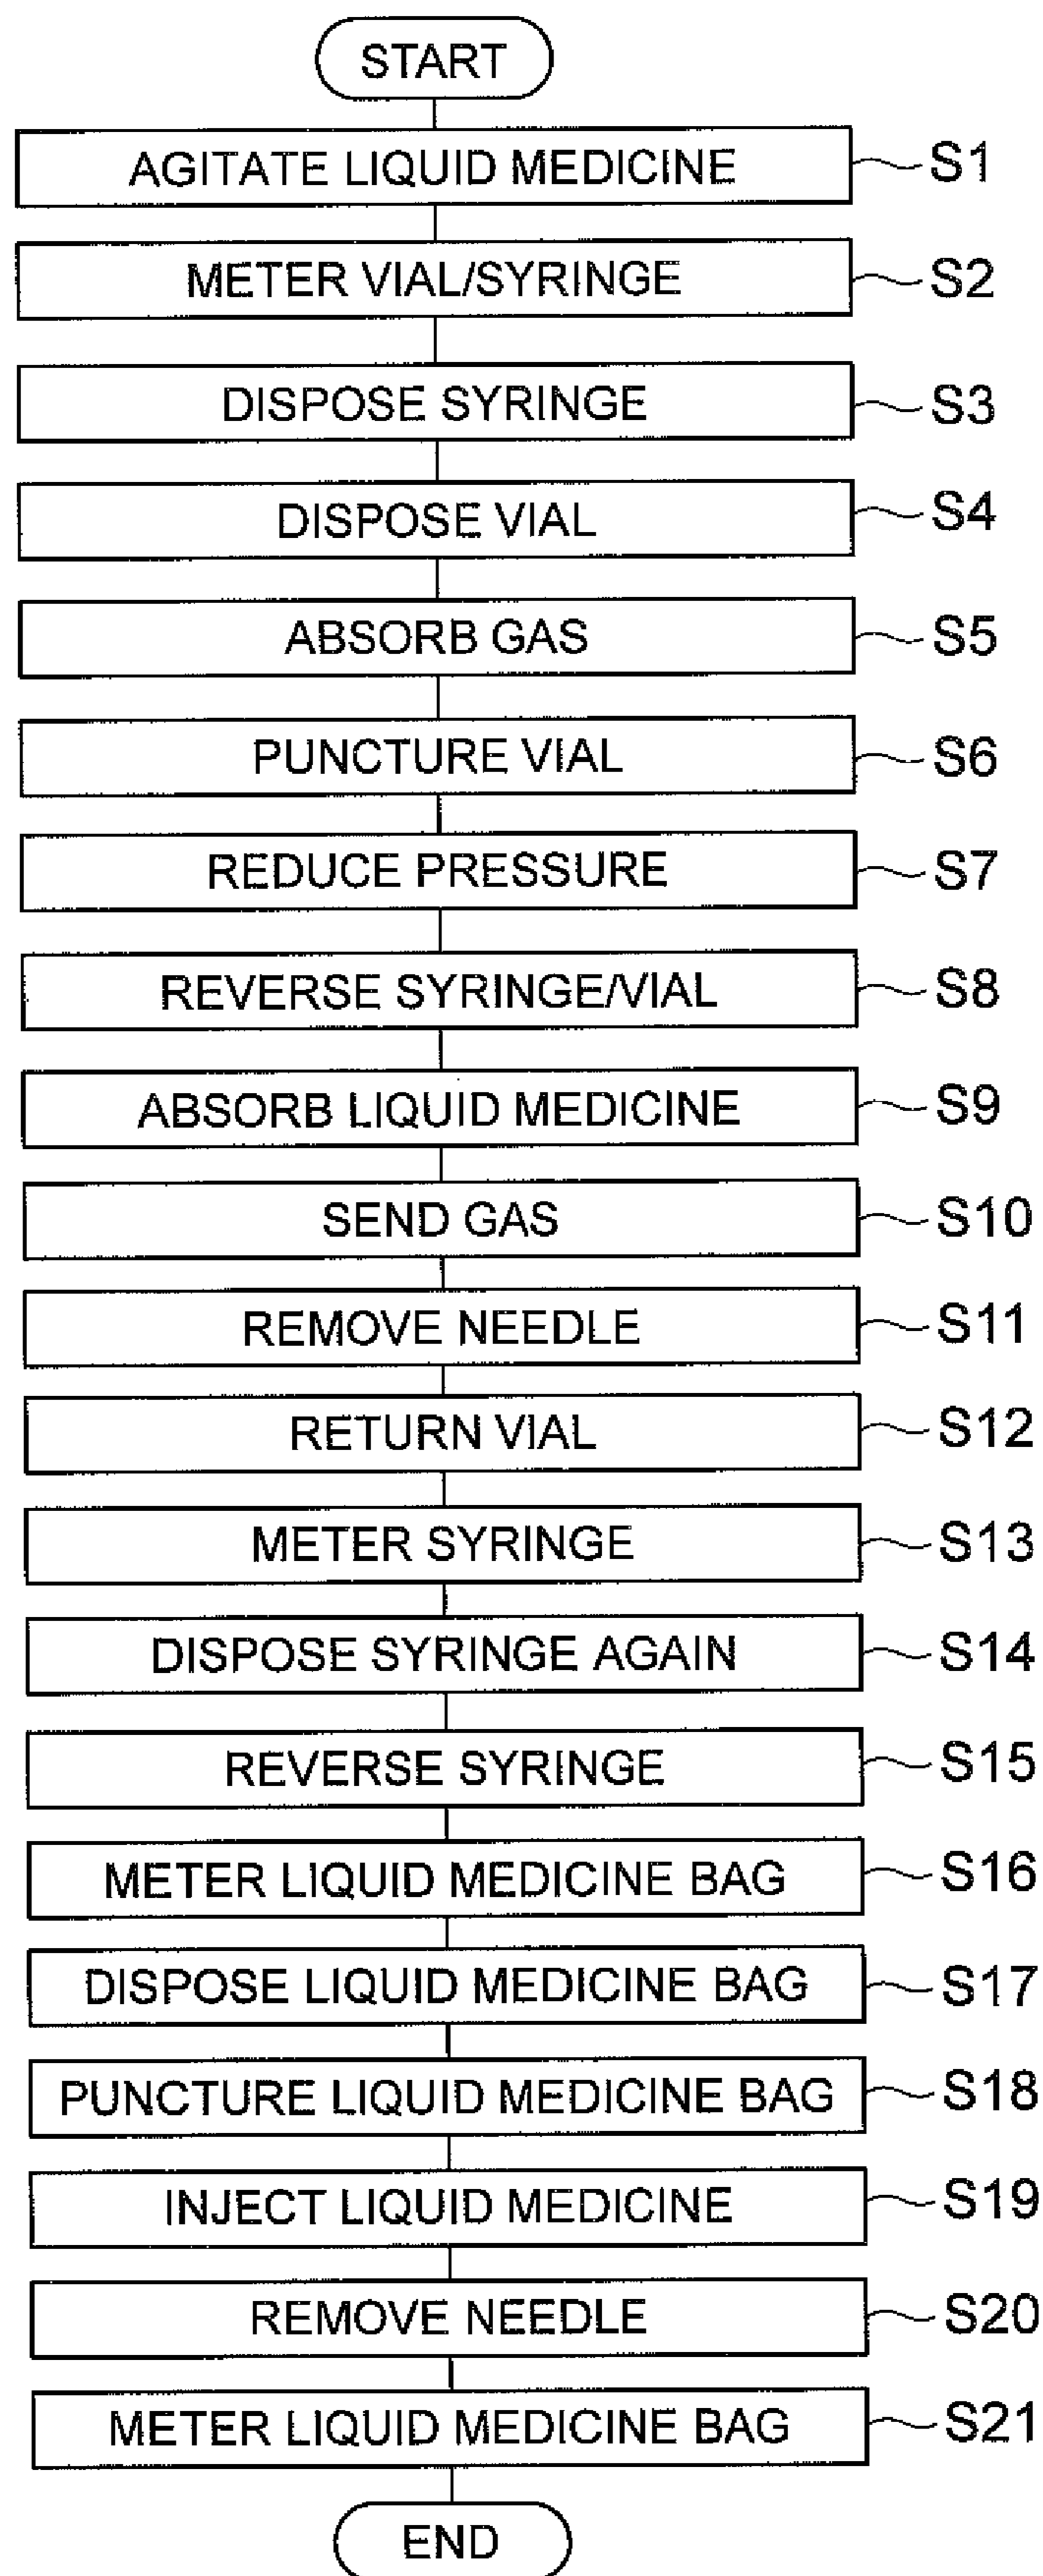 START
AGITATE LIQUID MEDICINE S1
METER VIAL/SYRINGE S2
DISPOSE SYRINGE S3
DISPOSE VIAL S4
ABSORB GAS S5
PUNCTURE VIAL S6
REDUCE PRESSURE S7
REVERSE SYRINGE/VIAL S8
ABSORB LIQUID MEDICINE S9
SEND GAS S10
REMOVE NEEDLE S11
RETURN VIAL S12
METER SYRINGE S13
DISPOSE SYRINGE AGAIN S14
REVERSE SYRINGE S15
METER LIQUID MEDICINE BAG S16
DISPOSE LIQUID MEDICINE BAG S17
PUNCTURE LIQUID MEDICINE BAG S18
INJECT LIQUID MEDICINE S19
REMOVE NEEDLE S20
METER LIQUID MEDICINE BAG S21
END